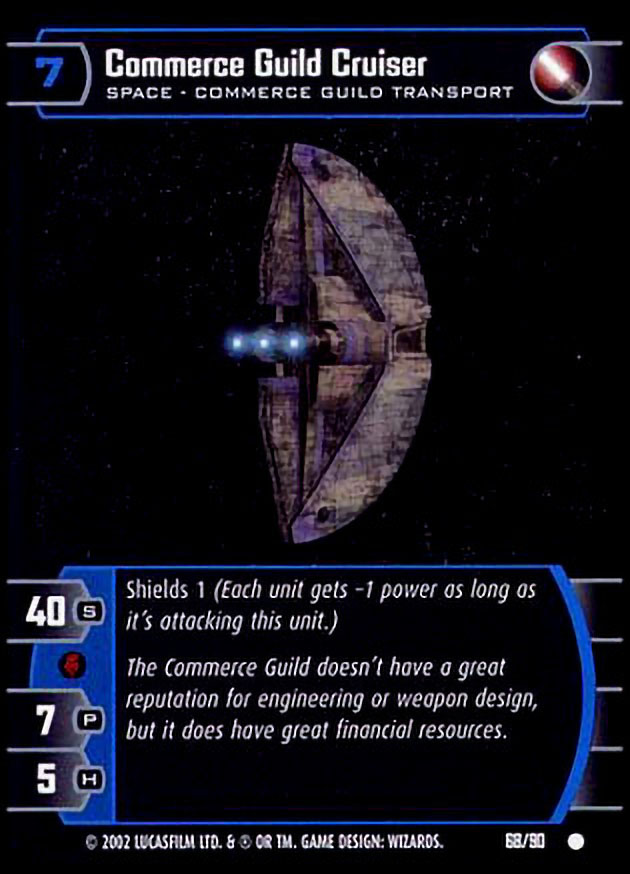 7
Commerce Guild Cruiser
SPACE · COMMERCE GUILD TRANSPORT
40 S
7 P
5 H
Shields 1 (Each unit gets -1 power as long as
it's attacking this unit.)
The Commerce Guild doesn't have a great
reputation for engineering or weapon design,
but it does have great financial resources.
© 2002 LUCASFILM LTD. & ® OR TM. GAME DESIGN: WIZARDS.
68/90